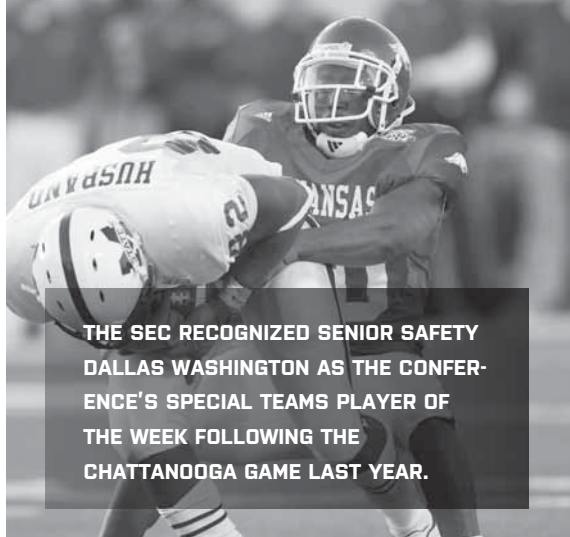 HUSBAND
28
ANSAS
THE SEC RECOGNIZED SENIOR SAFETY
DALLAS WASHINGTON AS THE CONFER-
ENCE'S SPECIAL TEAMS PLAYER OF
THE WEEK FOLLOWING THE
CHATTANOOGA GAME LAST YEAR.